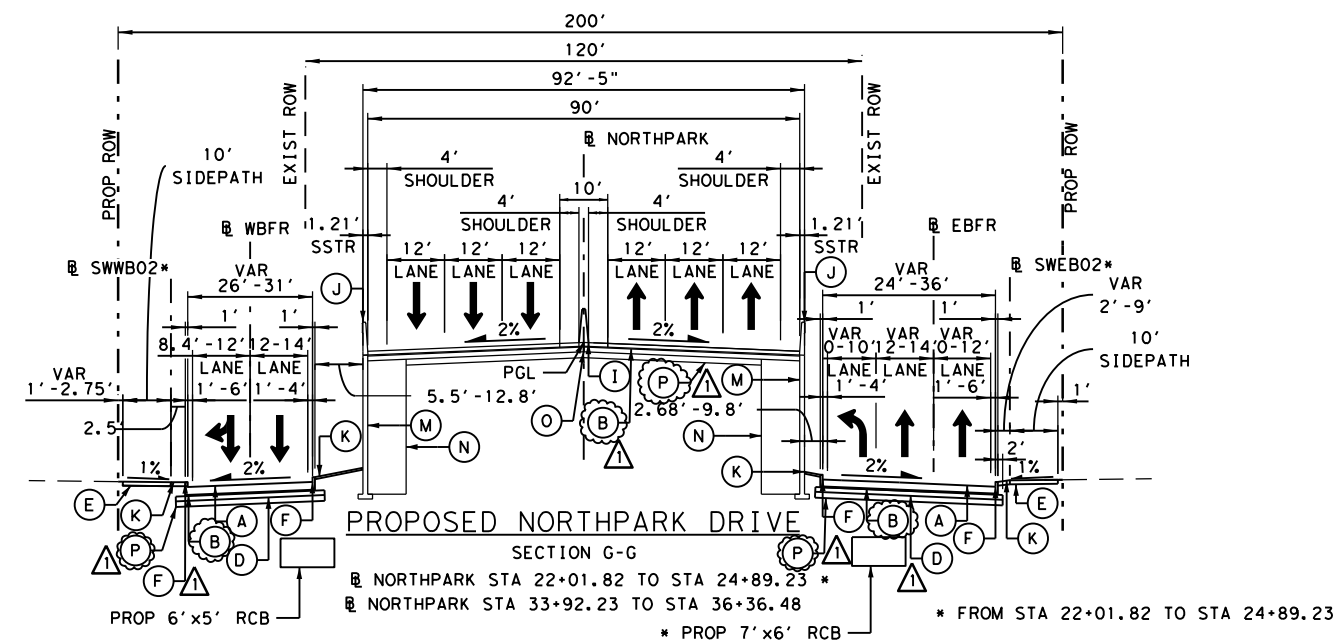 200'
120'
92'-5"
90'
PROP ROW
EXIST ROW
EXIST ROW
PROP ROW
℄ NORTHPARK
10'
SIDEPATH
4'
SHOULDER
10'
4'
SHOULDER
4'
SHOULDER
4'
SHOULDER
℄ WBFR
1.21'
SSTR
1.21'
SSTR
℄ EBFR
12'
LANE
12'
LANE
12'
LANE
12'
LANE
12'
LANE
12'
LANE
℄ SWWB02*
VAR
26'-31'
VAR
24'-36'
℄ SWEB02*
VAR
2'-9'
10'
SIDEPATH
J
J
1'
1'
1'
1'
2%
2%
8.4'-12'
LANE
12-14'
LANE
VAR
0-10'
LANE
VAR
12-14'
LANE
VAR
0-12'
LANE
VAR
1'-2.75'
1'-6'
1'-4'
1'-4'
1'-6'
1'
PGL
I
P
1
M
5.5'-12.8'
2.68'-9.8'
2.5'
K
M
O
B
1
N
N
K
2'
1%
2%
2%
1%
E
K
A
F
F
B
A
E
P
B
D
F
K
1
F
1
P
1
D
1
PROPOSED NORTHPARK DRIVE
SECTION G-G
℄ NORTHPARK STA 22+01.82 TO STA 24+89.23 *
℄ NORTHPARK STA 33+92.23 TO STA 36+36.48
PROP 6'x5' RCB
* PROP 7'x6' RCB
* FROM STA 22+01.82 TO STA 24+89.23